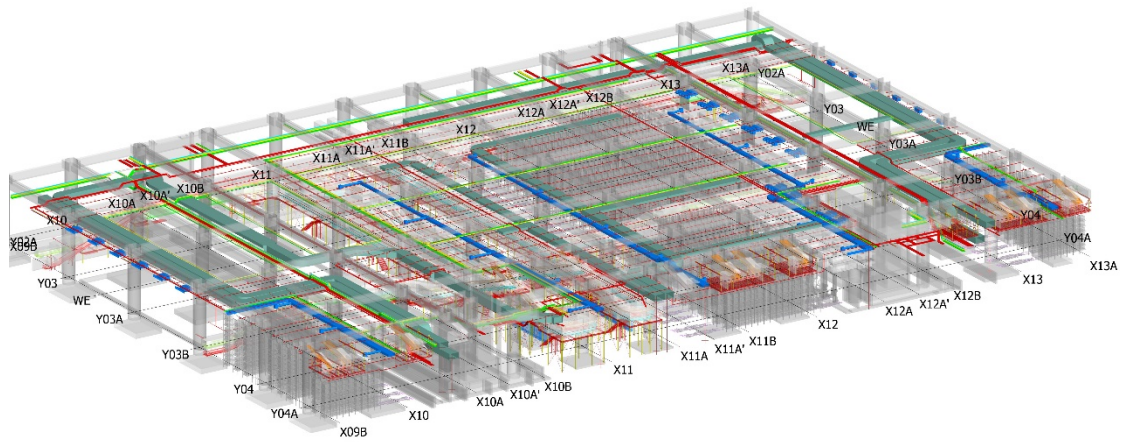 X13A
Y02A
X13
X12B
X12A'
X12A
X12
X11B
X11A'
X11A
X11
X10B
X10A'
X10A
X10
Y02A
X09B
Y03
WE
Y03A
Y03B
Y04
Y04A
Y03
WE
Y03A
Y03B
Y04
Y04A
X13A
X13
X12B
X12A'
X12A
X12
X11B
X11A'
X11A
X11
X10B
X10A'
X10A
X10
X09B